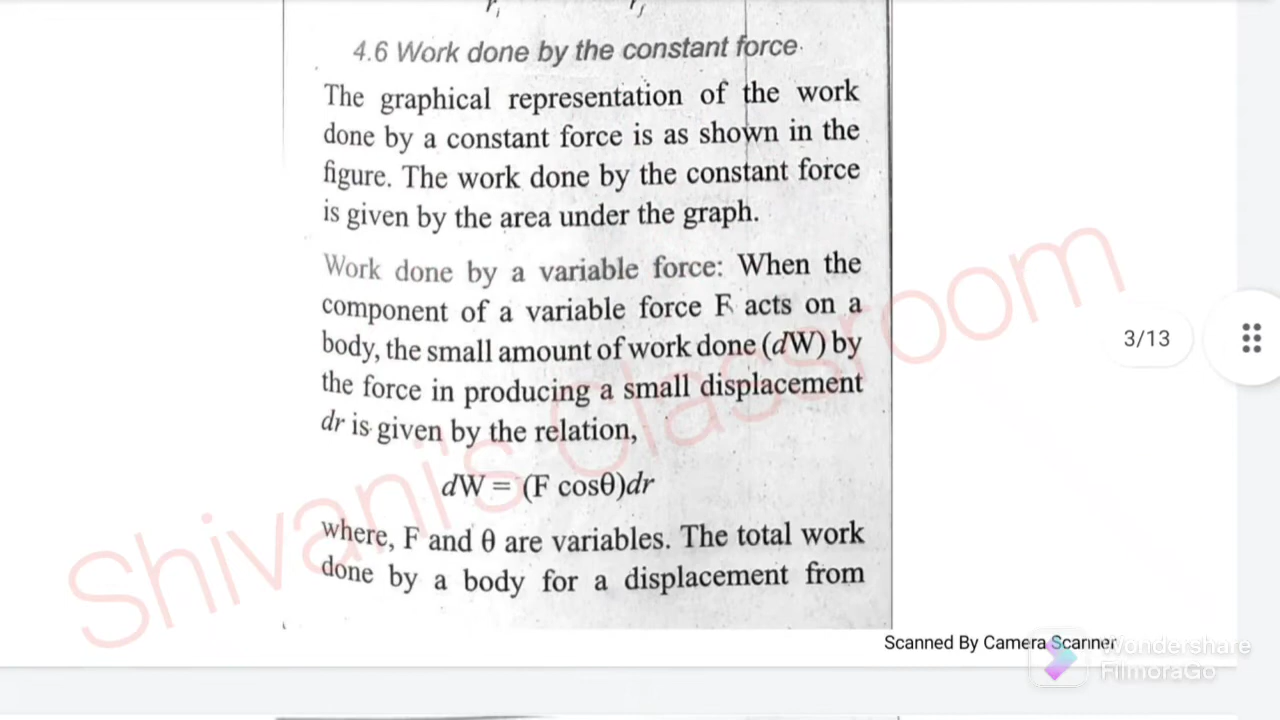 4.6 Work done by the constant force
The graphical representation of the work
done by a constant force is as shown in the
figure. The work done by the constant force
is given by the area under the graph.
Work done by a variable force: When the
component of a variable force F acts on a
body, the small amount of work done (dW) by
the force in producing a small displacement
dr is given by the relation,
dW = (F cosθ)dr
where, F and θ are variables. The total work
done by a body for a displacement from
Shivani's Classroom
3/13
Scanned By Camera Scanner
Wondershare
FilmoraGo